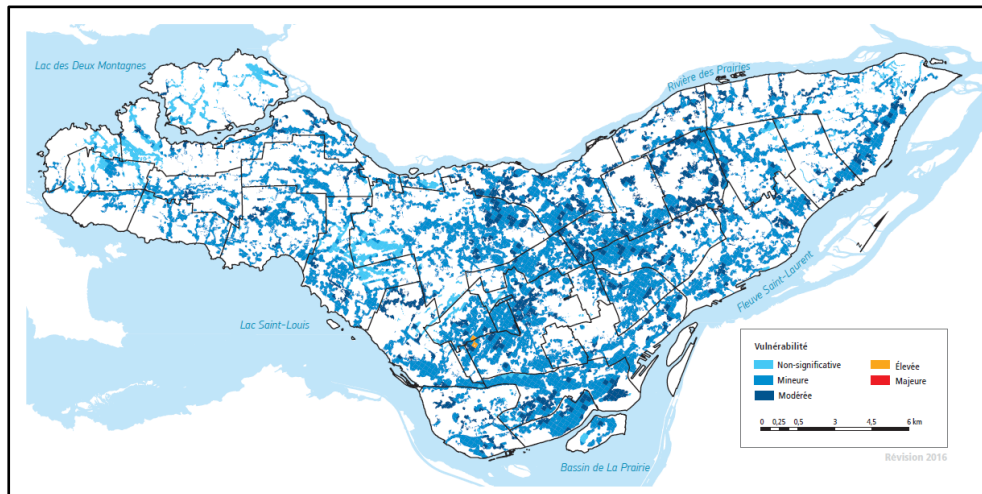 Lac des Deux Montagnes
Rivière des Prairies
Fleuve Saint-Laurent
Lac Saint-Louis
Bassin de La Prairie
Vulnérabilité
Non-significative
Mineure
Modérée
Élevée
Majeure
0 0,25 0,5 3 4,5 6 km
Révision 2016